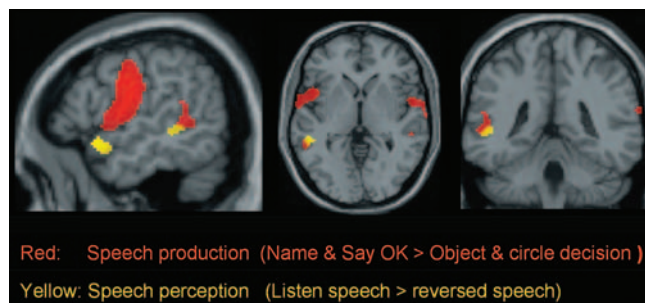 Red: Speech production (Name & Say OK > Object & circle decision )
Yellow: Speech perception (Listen speech > reversed speech)